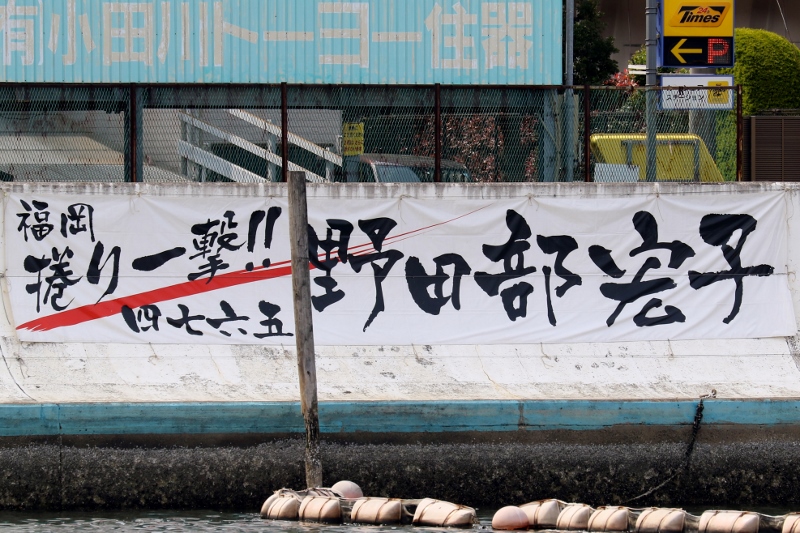 有小田川トーヨー住器
24h
Times
P
福岡
捲り一撃!!
四七六五
野田部宏子